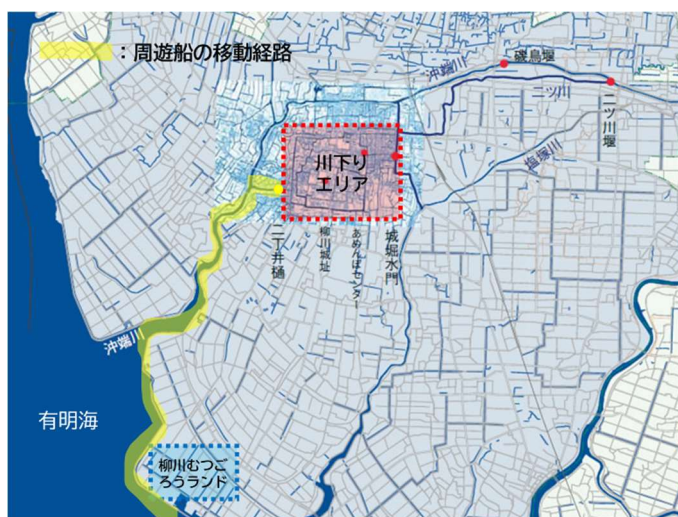 ：周遊船の移動経路
磯鳥堰
沖端川
二ツ川
二ツ川堰
塩塚川
川下り
エリア
二丁井樋
柳川城址
あめんぼセンター
城堀水門
沖端川
有明海
柳川むつご
ろうランド